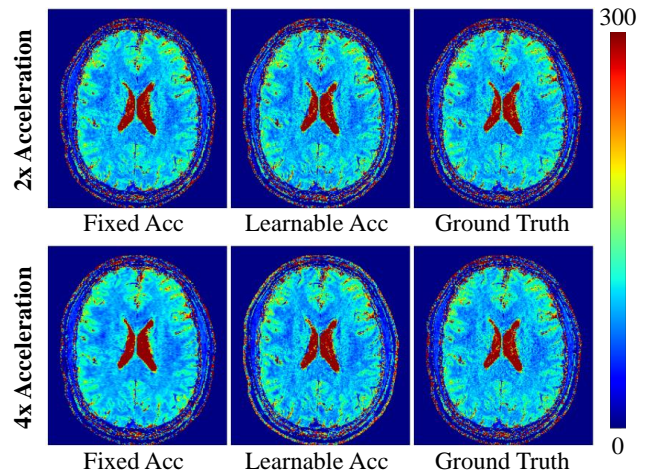 300
2x Acceleration
Fixed Acc Learnable Acc Ground Truth
4x Acceleration
0
Fixed Acc Learnable Acc Ground Truth